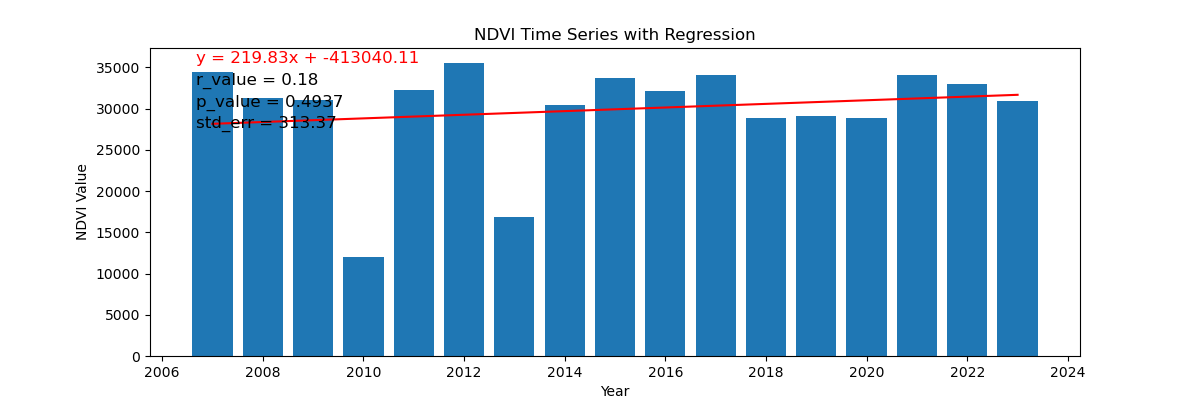 NDVI Time Series with Regression
y = 219.83x + -413040.11
r_value = 0.18
p_value = 0.4937
std_err = 313.37
NDVI Value
35000
30000
25000
20000
15000
10000
5000
0
2006 2008 2010 2012 2014 2016 2018 2020 2022 2024
Year